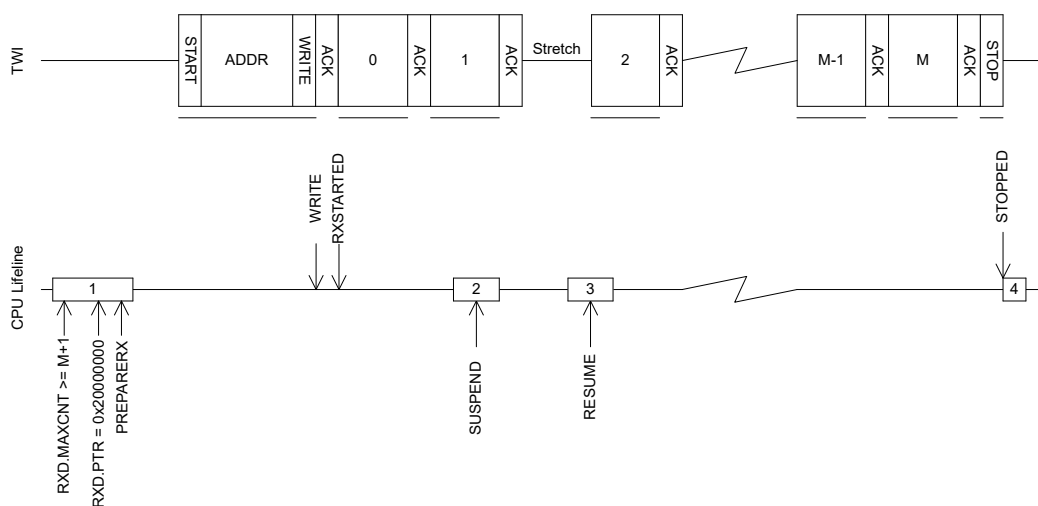 TWI
START
ADDR
WRITE
ACK
0
ACK
1
ACK
Stretch
2
ACK
M-1
ACK
M
ACK
STOP
CPU Lifeline
WRITE
RXSTARTED
STOPPED
1
2
3
4
RXD.MAXCNT >= M+1
RXD.PTR = 0x20000000
PREPARERX
SUSPEND
RESUME